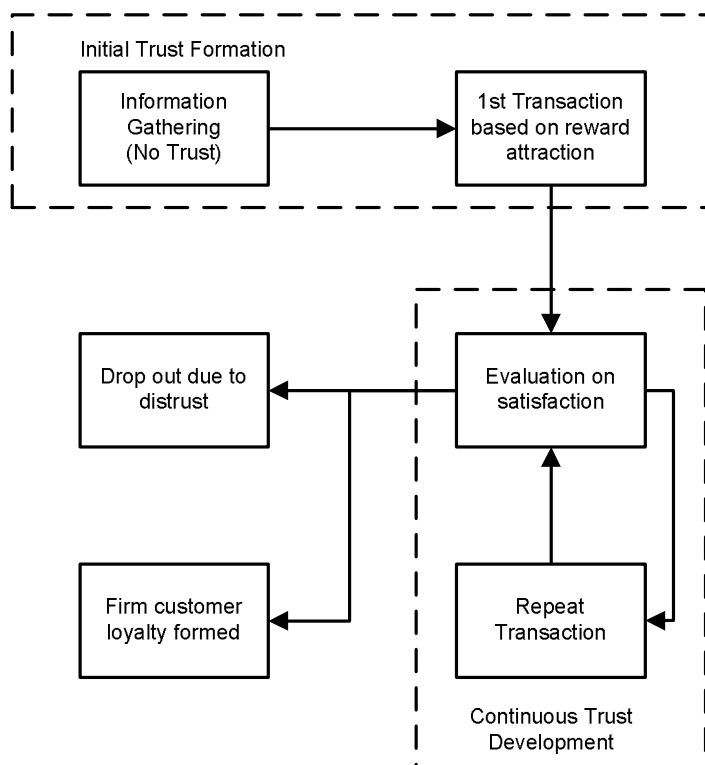 Initial Trust Formation
Information
Gathering
(No Trust)
1st Transaction
based on reward
attraction
Drop out due to
distrust
Evaluation on
satisfaction
Firm customer
loyalty formed
Repeat
Transaction
Continuous Trust
Development